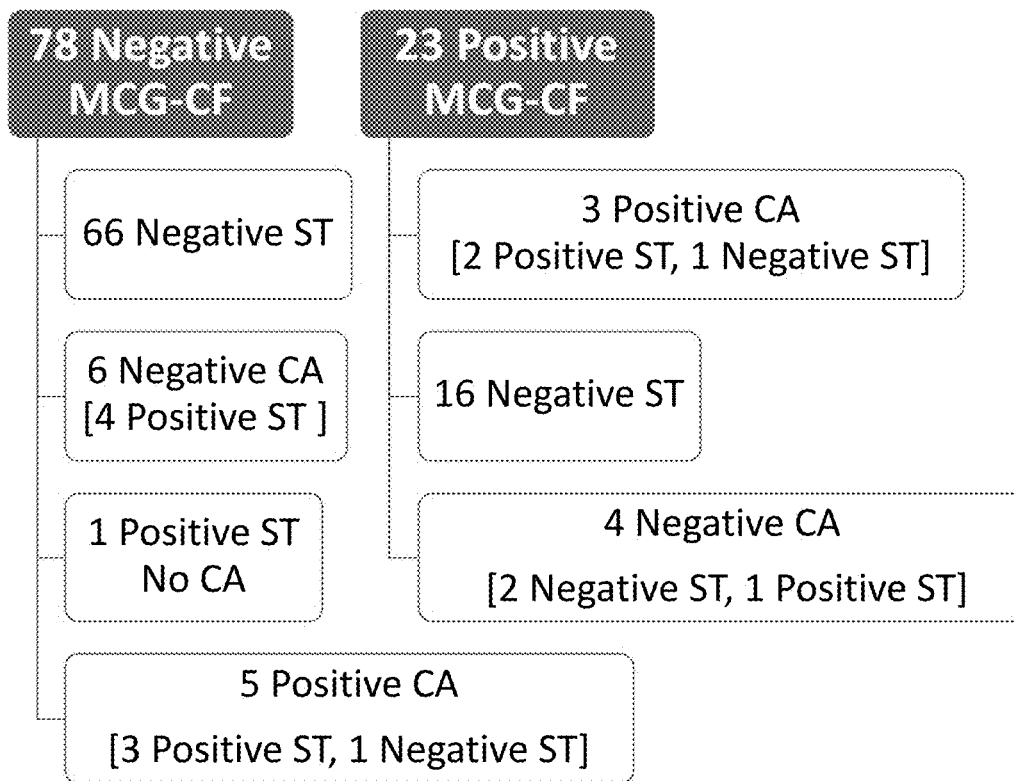 78 Negative
MCG-CF
66 Negative ST
6 Negative CA
[4 Positive ST ]
1 Positive ST
No CA
5 Positive CA
[3 Positive ST, 1 Negative ST]
23 Positive
MCG-CF
3 Positive CA
[2 Positive ST, 1 Negative ST]
16 Negative ST
4 Negative CA
[2 Negative ST, 1 Positive ST]